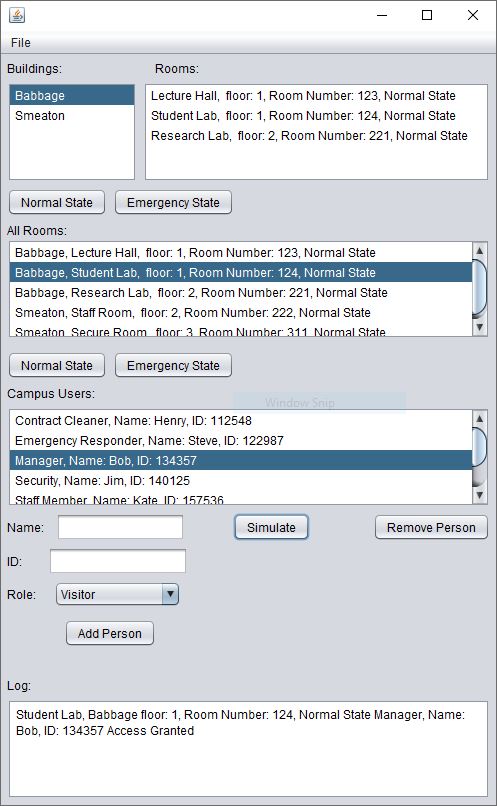 File
Buildings:
Rooms:
Babbage
Smeaton
Lecture Hall,  floor: 1, Room Number: 123, Normal State
Student Lab,  floor: 1, Room Number: 124, Normal State
Research Lab,  floor: 2, Room Number: 221, Normal State
Normal State
Emergency State
All Rooms:
Babbage, Lecture Hall,  floor: 1, Room Number: 123, Normal State
Babbage, Student Lab,  floor: 1, Room Number: 124, Normal State
Babbage, Research Lab,  floor: 2, Room Number: 221, Normal State
Smeaton, Staff Room,  floor: 2, Room Number: 222, Normal State
Smeaton, Secure Room,  floor: 3, Room Number: 311, Normal State
Normal State
Emergency State
Campus Users:
Window Snip
Contract Cleaner, Name: Henry, ID: 112548
Emergency Responder, Name: Steve, ID: 122987
Manager, Name: Bob, ID: 134357
Security, Name: Jim, ID: 140125
Staff Member, Name: Kate, ID: 157536
Name:
Simulate
Remove Person
ID:
Role:
Visitor
Add Person
Log:
Student Lab, Babbage floor: 1, Room Number: 124, Normal State Manager, Name:
Bob, ID: 134357 Access Granted